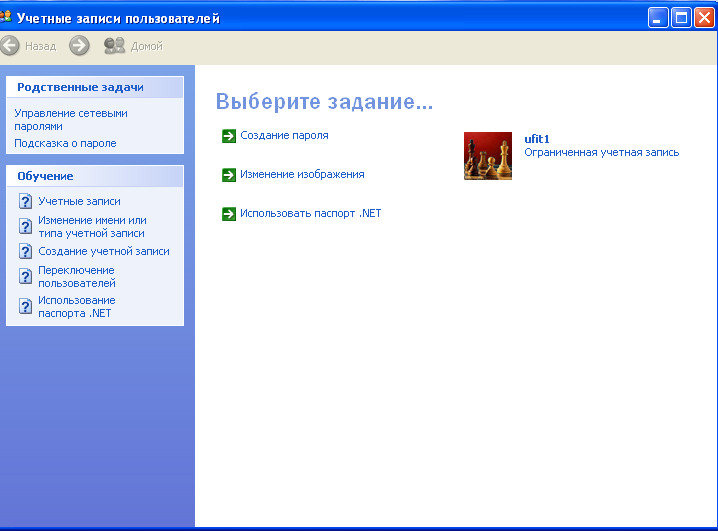 Учетные записи пользователей
Назад
Домой
Родственные задачи
Управление сетевыми
паролями
Подсказка о пароле
Обучение
Учетные записи
Изменение имени или
типа учетной записи
Создание учетной записи
Переключение
пользователей
Использование
паспорта .NET
Выберите задание...
Создание пароля
Изменение изображения
Использовать паспорт .NET
ufit1
Ограниченная учетная запись